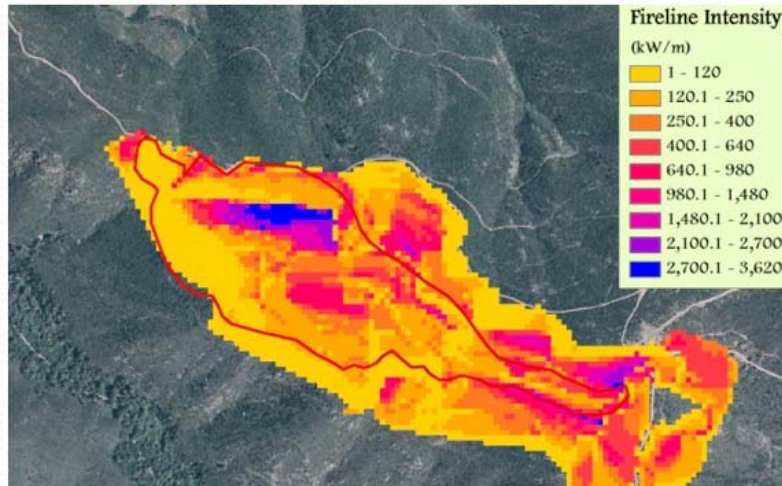 Fireline Intensity
(kW/m)
1 - 120
120.1 - 250
250.1 - 400
400.1 - 640
640.1 - 980
980.1 - 1,480
1,480.1 - 2,100
2,100.1 - 2,700
2,700.1 - 3,620